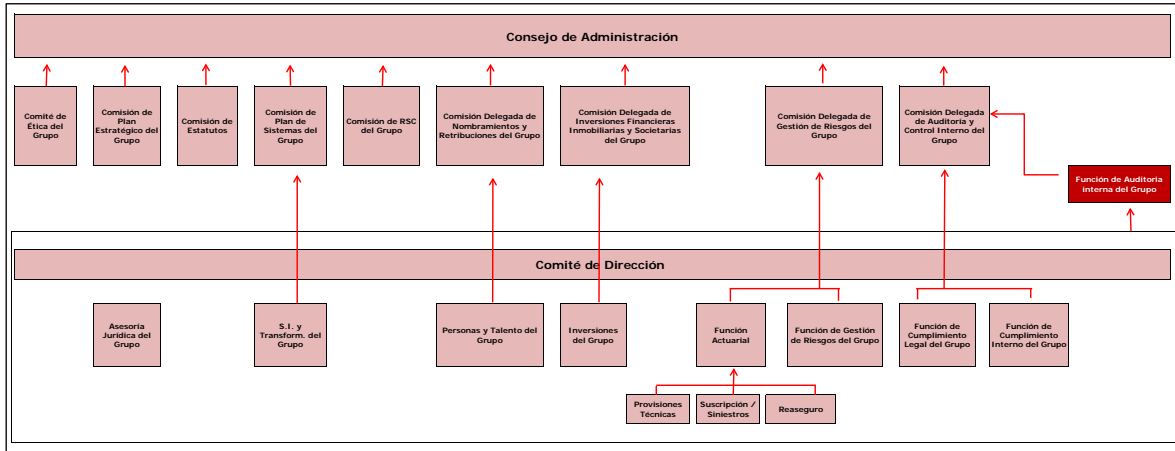 Consejo de Administración
Comité de
Ética del
Grupo
Comisión de
Plan
Estratégico del
Grupo
Comisión de
Estatutos
Comisión de
Plan de
Sistemas del
Grupo
Comisión de RSC
del Grupo
Comisión Delegada de
Nombramientos y
Retribuciones del Grupo
Comisión Delegada de
Inversiones Financieras
Inmobiliarias y Societarias
del Grupo
Comisión Delegada de
Gestión de Riesgos del
Grupo
Comisión Delegada
de Auditoría y
Control Interno del
Grupo
Función de Auditoría
interna del Grupo
Comité de Dirección
Asesoría
Jurídica del
Grupo
S.I. y
Transform. del
Grupo
Personas y Talento del
Grupo
Inversiones
del Grupo
Función
Actuarial
Función de Gestión
de Riesgos del Grupo
Función de
Cumplimiento
Legal del Grupo
Función de
Cumplimiento
Interno del Grupo
Provisiones
Técnicas
Suscripción /
Siniestros
Reaseguro